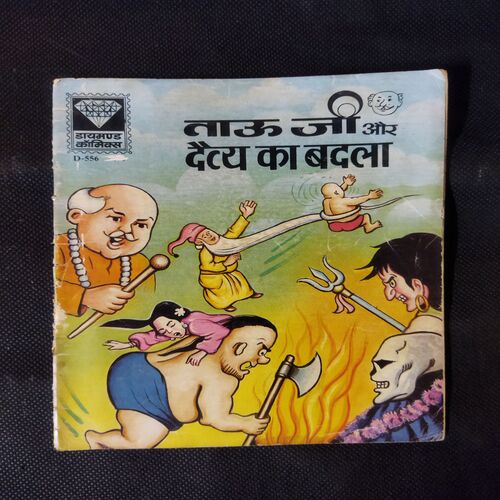 डायमण्ड
कॉमिक्स
D-556
ताऊ जी और
दैत्य का बदला